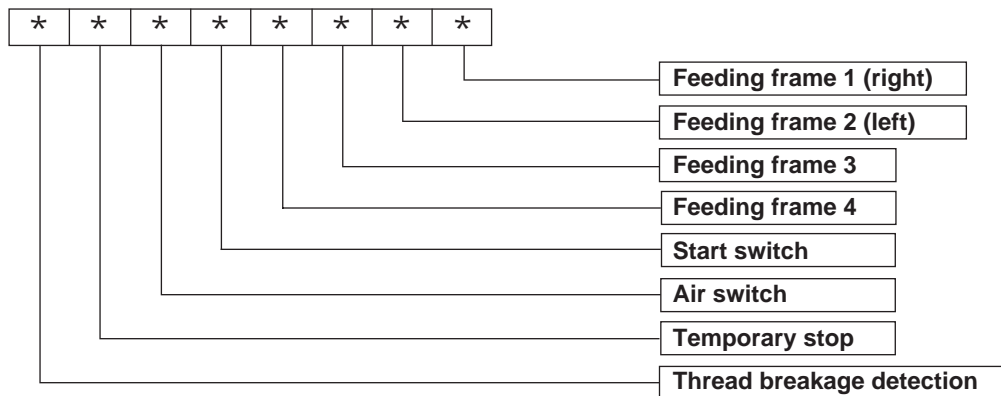 * * * * * * * *
Feeding frame 1 (right)
Feeding frame 2 (left)
Feeding frame 3
Feeding frame 4
Start switch
Air switch
Temporary stop
Thread breakage detection